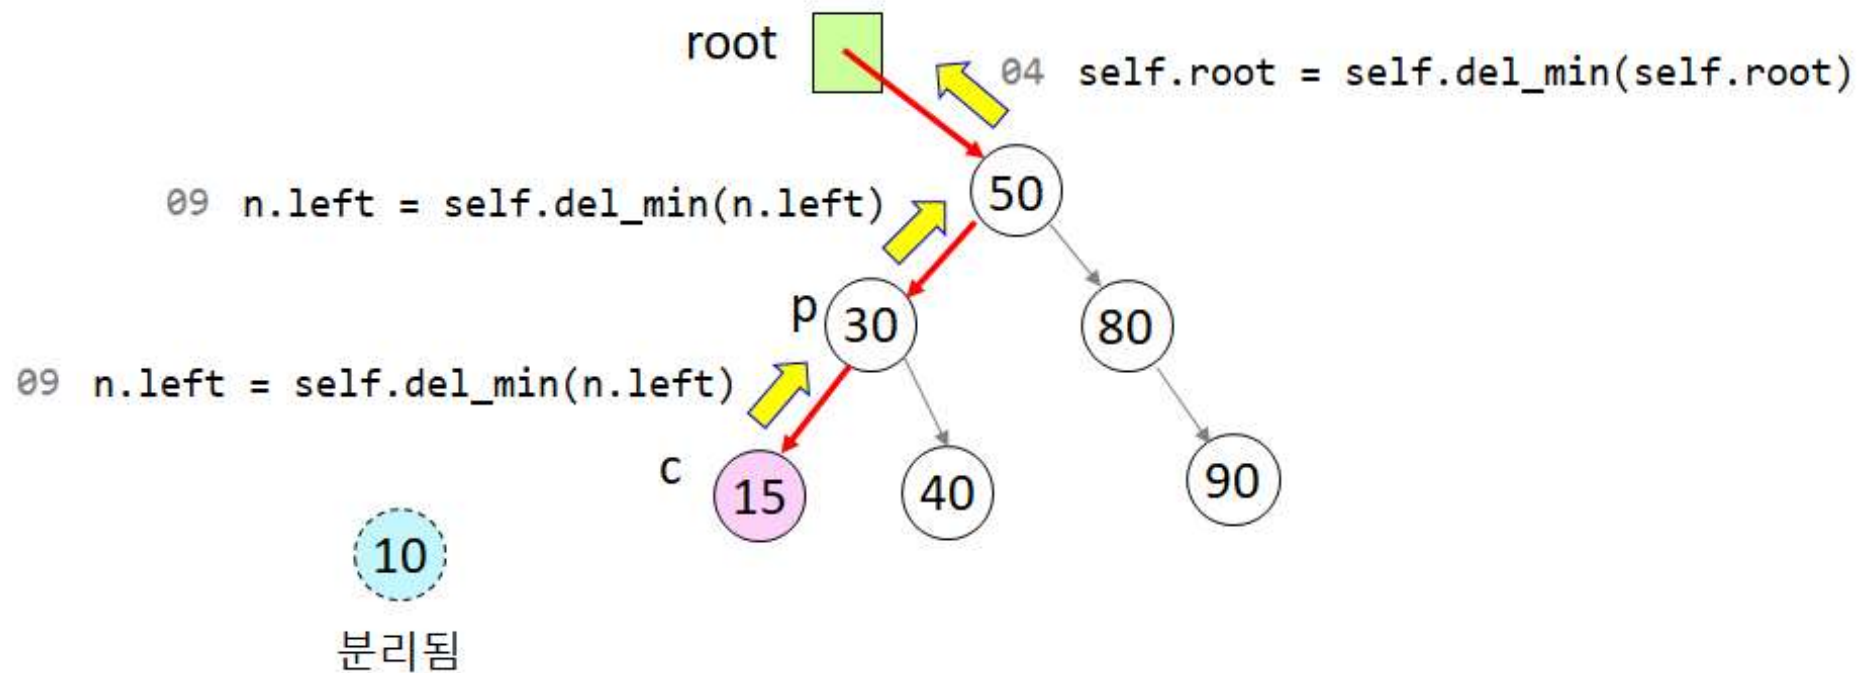 root
04 self.root = self.del_min(self.root)
50
09 n.left = self.del_min(n.left)
p
30
80
09 n.left = self.del_min(n.left)
c
15
40
90
10
분리됨